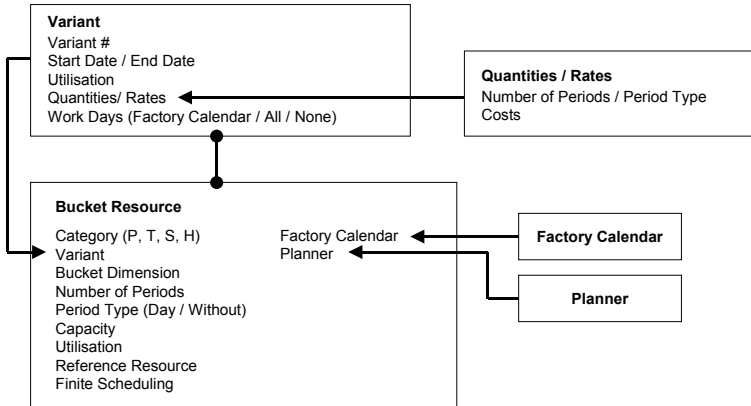 Variant
Variant #
Start Date / End Date
Utilisation
Quantities/ Rates
Work Days (Factory Calendar / All / None)
Quantities / Rates
Number of Periods / Period Type
Costs
Bucket Resource
Category (P, T, S, H)
Variant
Bucket Dimension
Number of Periods
Period Type (Day / Without)
Capacity
Utilisation
Reference Resource
Finite Scheduling
Factory Calendar
Planner
Factory Calendar
Planner